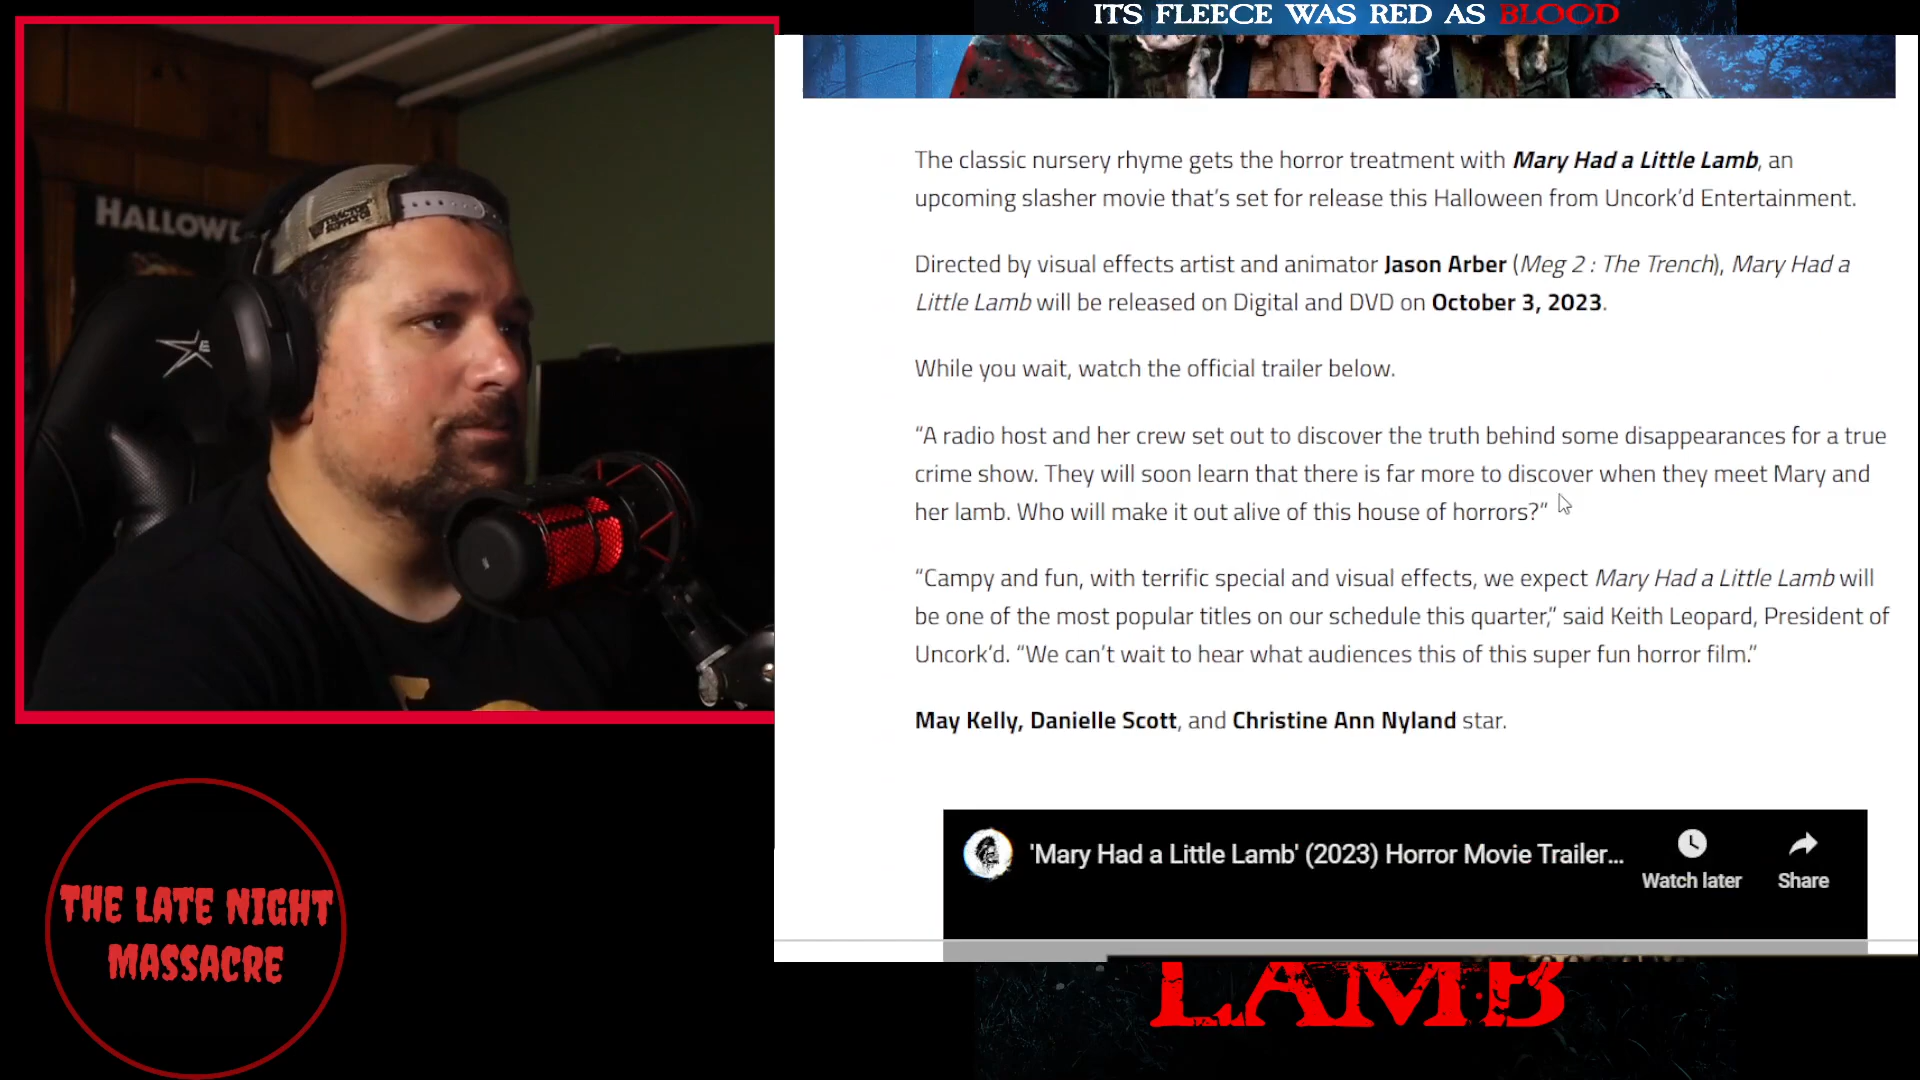 ITS FLEECE WAS RED AS BLOOD
HALLOWE
TRACTOR
SUPPLY CO
E
The classic nursery rhyme gets the horror treatment with Mary Had a Little Lamb, an
upcoming slasher movie that’s set for release this Halloween from Uncork’d Entertainment.
Directed by visual effects artist and animator Jason Arber (Meg 2 : The Trench), Mary Had a
Little Lamb will be released on Digital and DVD on October 3, 2023.
While you wait, watch the official trailer below.
“A radio host and her crew set out to discover the truth behind some disappearances for a true
crime show. They will soon learn that there is far more to discover when they meet Mary and
her lamb. Who will make it out alive of this house of horrors?”
“Campy and fun, with terrific special and visual effects, we expect Mary Had a Little Lamb will
be one of the most popular titles on our schedule this quarter,” said Keith Leopard, President of
Uncork’d. “We can’t wait to hear what audiences this of this super fun horror film.”
May Kelly, Danielle Scott, and Christine Ann Nyland star.
'Mary Had a Little Lamb' (2023) Horror Movie Trailer...
Watch later
Share
THE LATE NIGHT
MASSACRE
LAMB